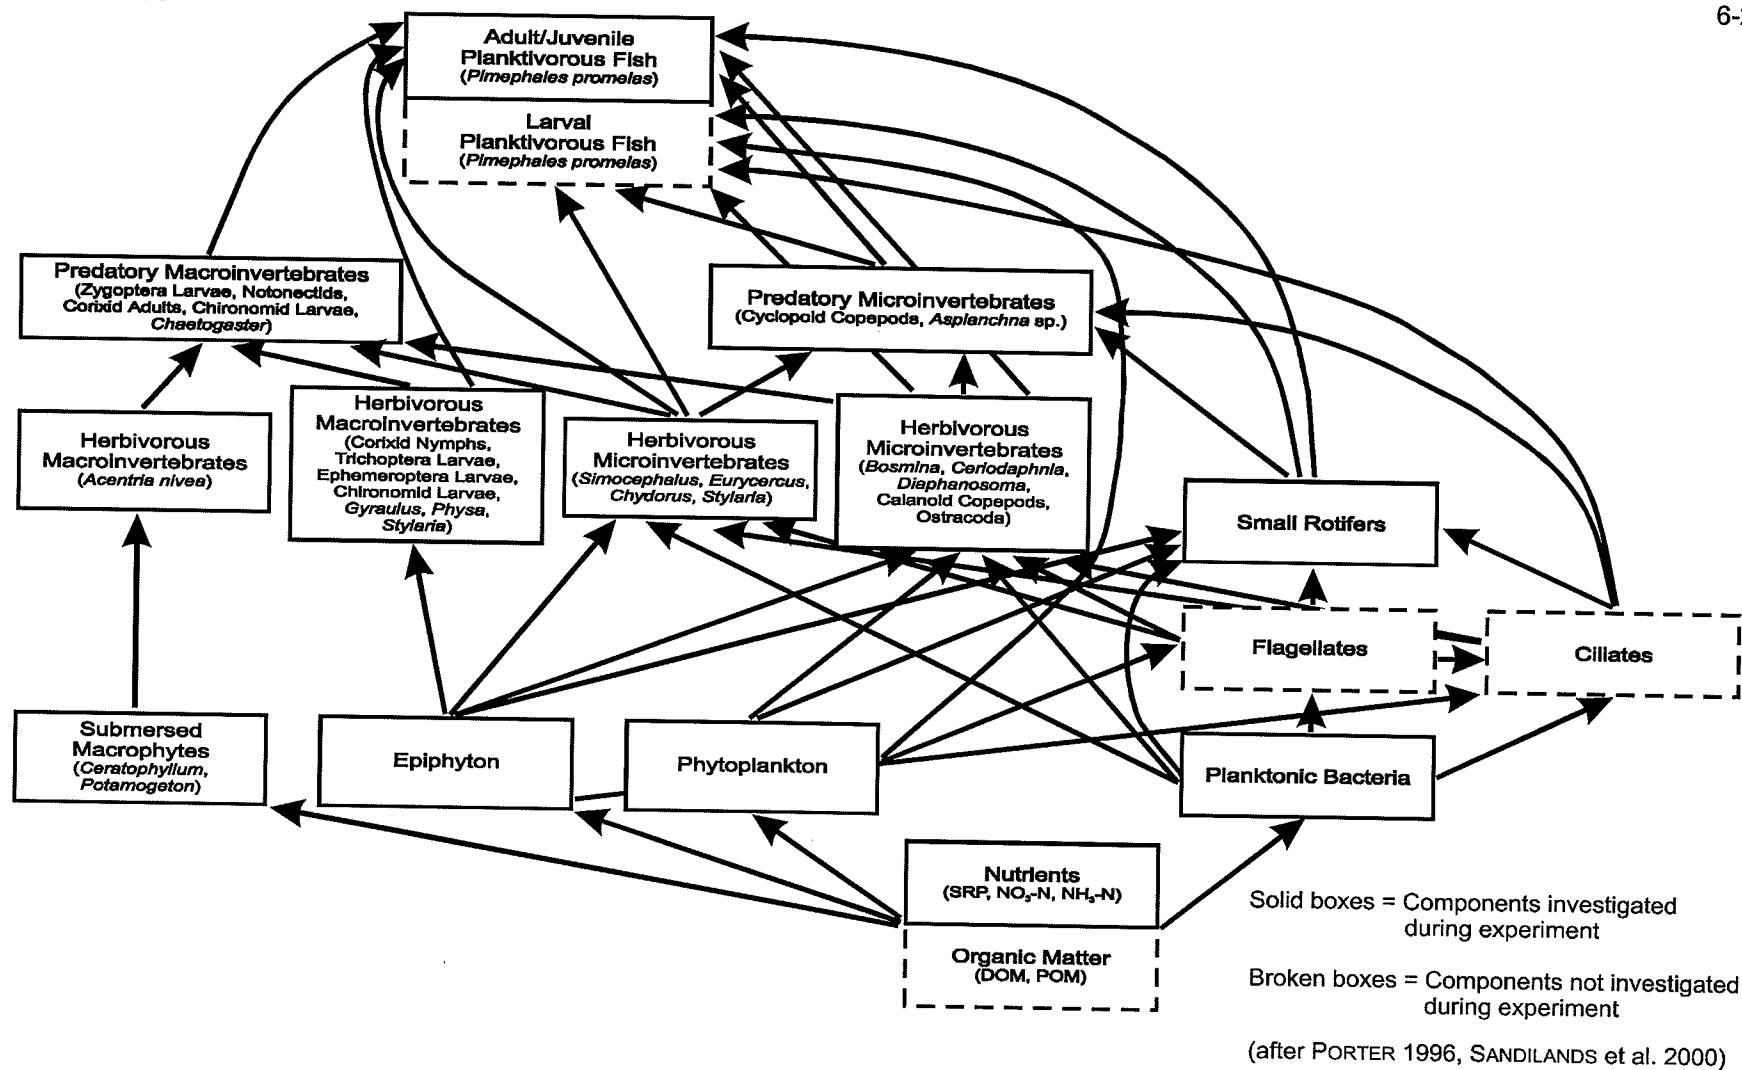 6-
Adult/Juvenile
Planktivorous Fish
(Pimephales promelas)
Larval
Planktivorous Fish
(Pimephales promelas)
Predatory Macroinvertebrates
(Zygoptera Larvae, Notonectids,
Corixid Adults, Chironomid Larvae,
Chaetogaster)
Predatory Microinvertebrates
(Cyclopoid Copepods, Asplanchna sp.)
Herbivorous
Macroinvertebrates
(Acentria nivea)
Herbivorous
Macroinvertebrates
(Corixid Nymphs,
Trichoptera Larvae,
Ephemeroptera Larvae,
Chironomid Larvae,
Gyraulus, Physa,
Stylaria)
Herbivorous
Microinvertebrates
(Simocephalus, Eurycercus,
Chydorus, Stylaria)
Herbivorous
Microinvertebrates
(Bosmina, Ceriodaphnia,
Diaphanosoma,
Calanoid Copepods,
Ostracoda)
Small Rotifers
Flagellates
Ciliates
Submersed
Macrophytes
(Ceratophyllum,
Potamogeton)
Epiphyton
Phytoplankton
Planktonic Bacteria
Nutrients
(SRP, NO₃-N, NH₃-N)
Organic Matter
(DOM, POM)
Solid boxes = Components investigated
during experiment
Broken boxes = Components not investigated
during experiment
(after PORTER 1996, SANDILANDS et al. 2000)